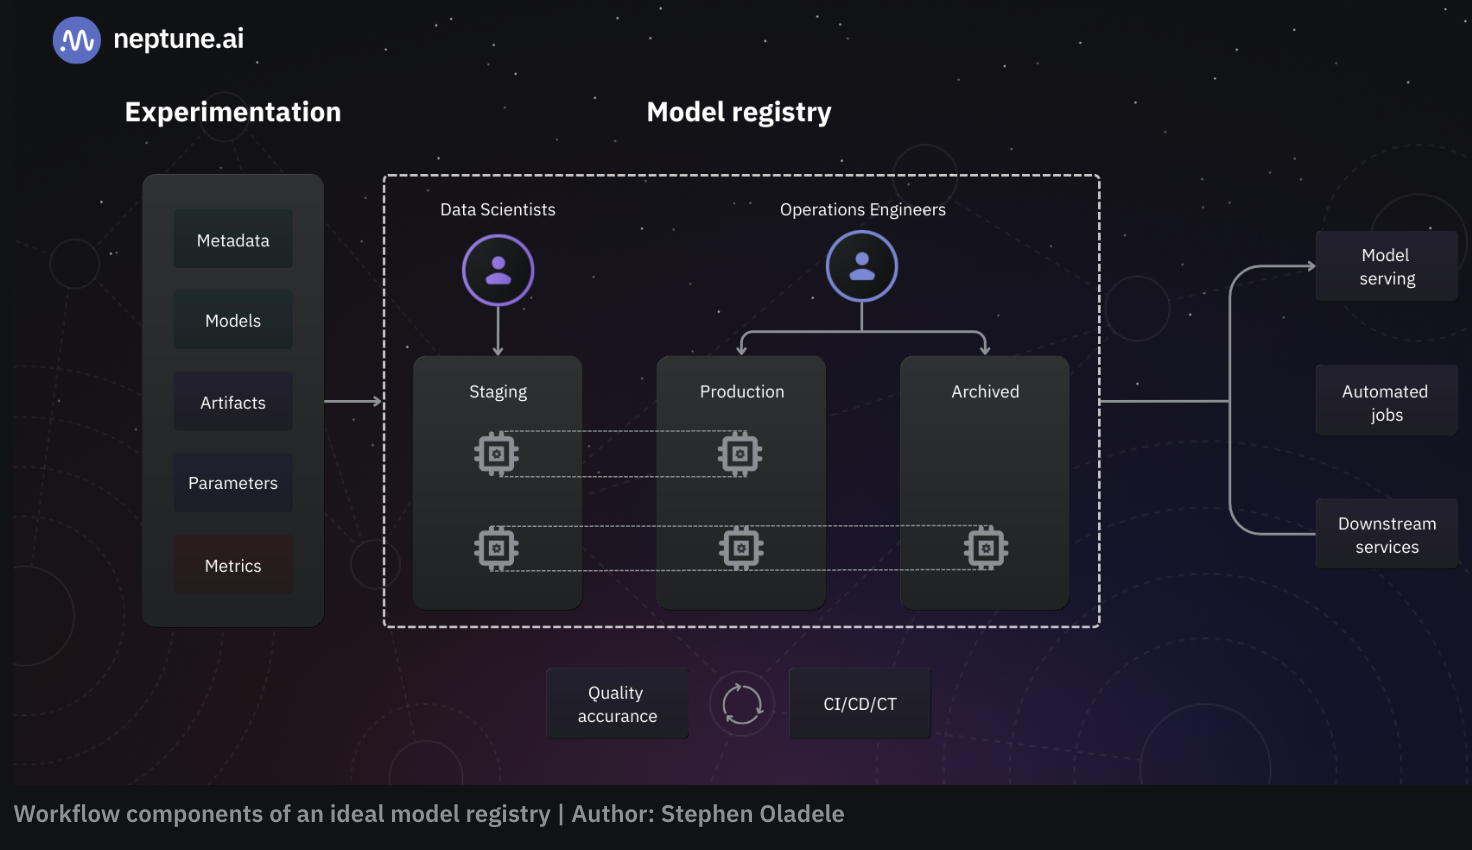 neptune.ai
Experimentation
Model registry
Metadata
Models
Artifacts
Parameters
Metrics
Data Scientists
Operations Engineers
Staging
Production
Archived
Model
serving
Automated
jobs
Downstream
services
Quality
accurance
CI/CD/CT
Workflow components of an ideal model registry | Author: Stephen Oladele